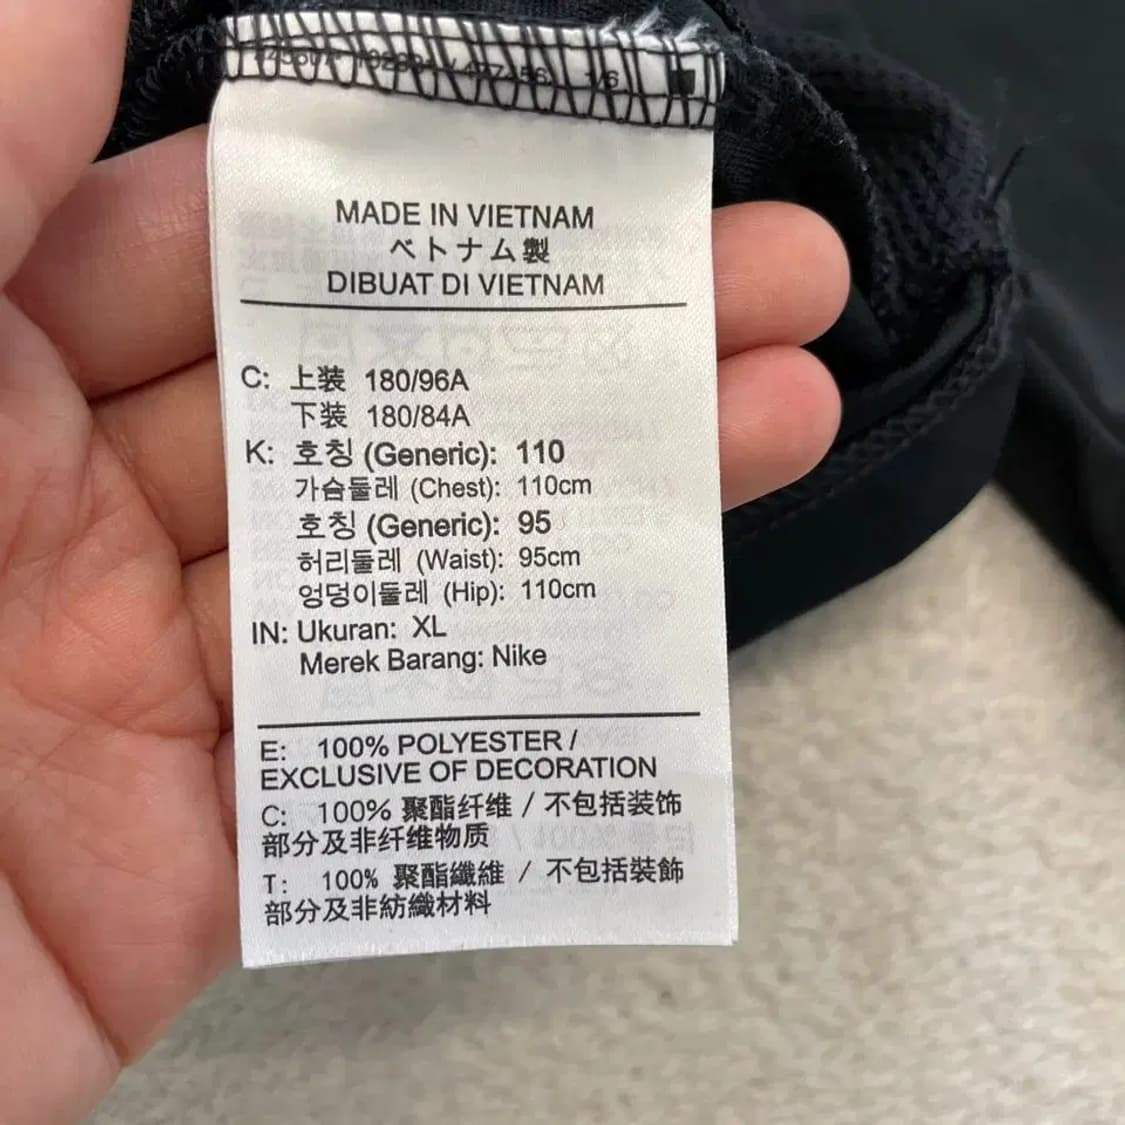 MADE IN VIETNAM
ベトナム製
DIBUAT DI VIETNAM
C: 上装 180/96A
下装 180/84A
K: 호칭 (Generic): 110
가슴둘레 (Chest): 110cm
호칭 (Generic): 95
허리둘레 (Waist): 95cm
엉덩이둘레 (Hip): 110cm
IN: Ukuran: XL
Merek Barang: Nike
E: 100% POLYESTER /
EXCLUSIVE OF DECORATION
C: 100% 聚酯纤维 / 不包括装饰
部分及非纤维物质
T: 100% 聚酯纖維 / 不包括裝飾
部分及非紡織材料